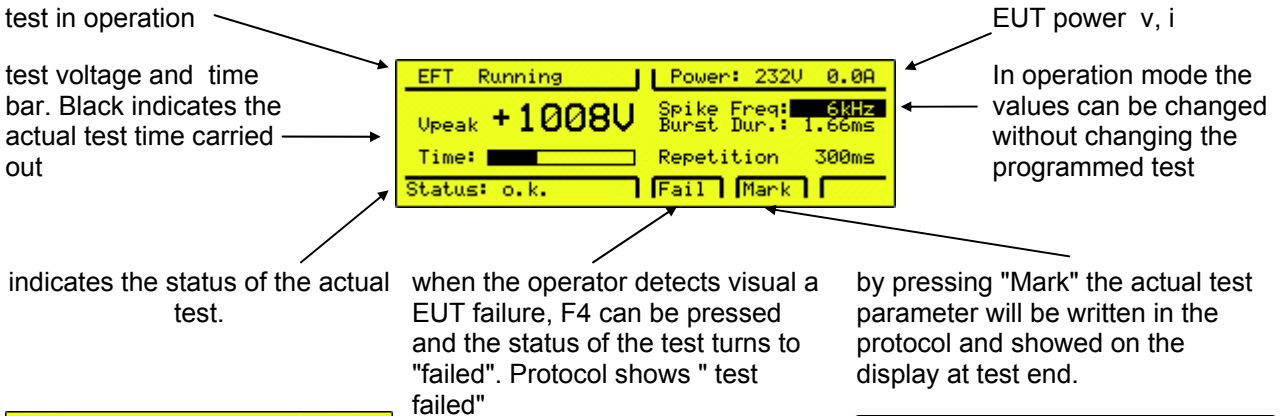 test in operation
EUT power v, i
test voltage and time
bar. Black indicates the
actual test time carried
out
EFT Running
Power: 232V 0.0A
Vpeak +1008V
Spike Freq: 6kHz
Burst Dur.: 1.66ms
Time:
Repetition 300ms
Status: o.k.
Fail
Mark
In operation mode the
values can be changed
without changing the
programmed test
indicates the status of the actual
test.
when the operator detects visual a
EUT failure, F4 can be pressed
and the status of the test turns to
"failed". Protocol shows " test
failed"
by pressing "Mark" the actual test
parameter will be written in the
protocol and showed on the
display at test end.